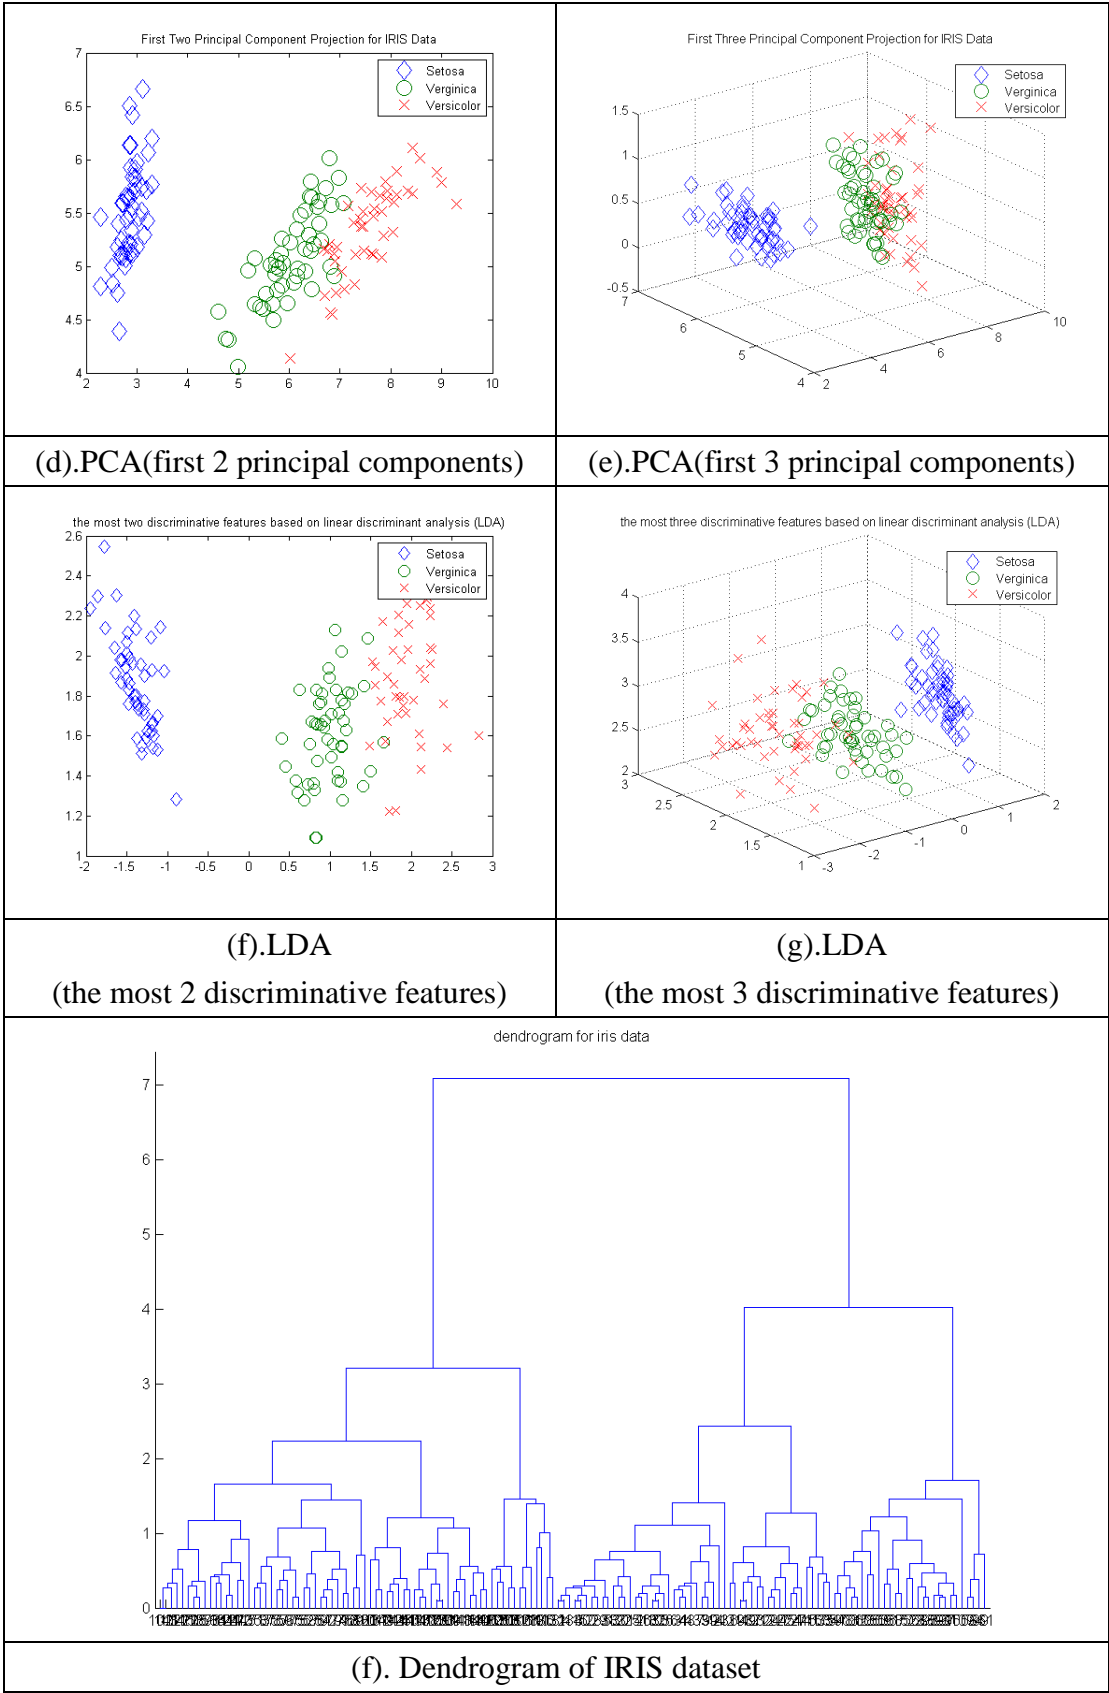 First Two Principal Component Projection for IRIS Data
7
6.5
6
5.5
5
4.5
4
2 3 4 5 6 7 8 9 10
Setosa
Verginica
Versicolor
First Three Principal Component Projection for IRIS Data
1.5
1
0.5
0
-0.5
7
6
5
4
2
4
6
8
10
Setosa
Verginica
Versicolor
(d).PCA(first 2 principal components)
(e).PCA(first 3 principal components)
the most two discriminative features based on linear discriminant analysis (LDA)
2.6
2.4
2.2
2
1.8
1.6
1.4
1.2
1
-2 -1.5 -1 -0.5 0 0.5 1 1.5 2 2.5 3
Setosa
Verginica
Versicolor
the most three discriminative features based on linear discriminant analysis (LDA)
4
3.5
3
2.5
2
3
2.5
2
1.5
1
-3
-2
-1
0
1
2
Setosa
Verginica
Versicolor
(f).LDA
(the most 2 discriminative features)
(g).LDA
(the most 3 discriminative features)
dendrogram for iris data
7
6
5
4
3
2
1
0
(f). Dendrogram of IRIS dataset